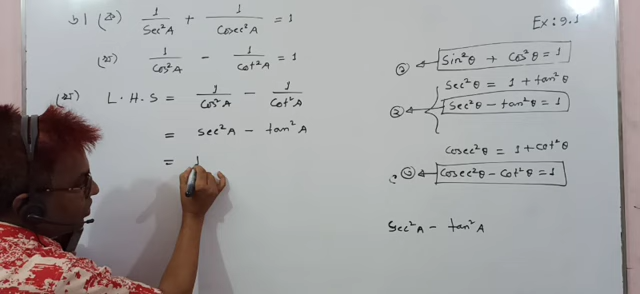 ১। (ক) 1/Sec²A + 1/Cosec²A = 1
Ex: 9.1
(খ) 1/Cos²A - 1/Cot²A = 1
① Sin²θ + Cos²θ = 1
Sec²θ = 1 + tan²θ
(খ) L.H.S = 1/Cos²A - 1/Cot²A
② Sec²θ - tan²θ = 1
= Sec²A - tan²A
Cosec²θ = 1 + Cot²θ
= 1
③ Cosec²θ - Cot²θ = 1
Sec²A - tan²A